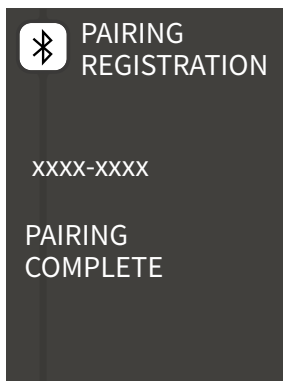 PAIRING
REGISTRATION
xxxx-xxxx
PAIRING
COMPLETE